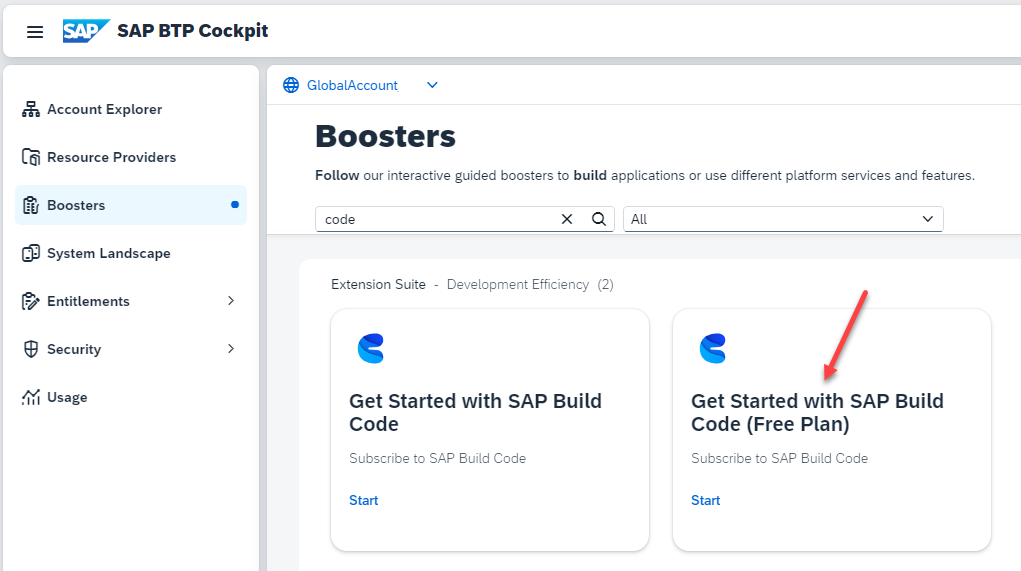 SAP SAP BTP Cockpit
Account Explorer
Resource Providers
Boosters
System Landscape
Entitlements
Security
Usage
GlobalAccount
Boosters
Follow our interactive guided boosters to build applications or use different platform services and features.
code
All
Extension Suite - Development Efficiency (2)
Get Started with SAP Build
Code
Subscribe to SAP Build Code
Start
Get Started with SAP Build
Code (Free Plan)
Subscribe to SAP Build Code
Start